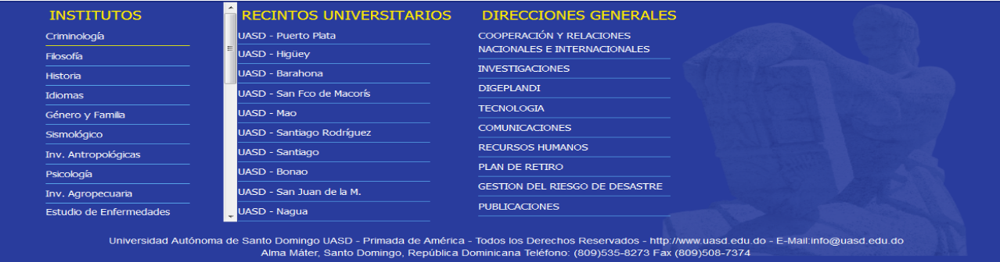 INSTITUTOS
Criminología
Filosofía
Historia
Idiomas
Género y Familia
Sismológico
Inv. Antropológicas
Psicología
Inv. Agropecuaria
Estudio de Enfermedades
RECINTOS UNIVERSITARIOS
UASD - Puerto Plata
UASD - Higüey
UASD - Barahona
UASD - San Fco de Macorís
UASD - Mao
UASD - Santiago Rodríguez
UASD - Santiago
UASD - Bonao
UASD - San Juan de la M.
UASD - Nagua
DIRECCIONES GENERALES
COOPERACIÓN Y RELACIONES
NACIONALES E INTERNACIONALES
INVESTIGACIONES
DIGEPLANDI
TECNOLOGIA
COMUNICACIONES
RECURSOS HUMANOS
PLAN DE RETIRO
GESTION DEL RIESGO DE DESASTRE
PUBLICACIONES
Universidad Autónoma de Santo Domingo UASD - Primada de América - Todos los Derechos Reservados - http://www.uasd.edu.do - E-Mail:info@uasd.edu.do
Alma Máter, Santo Domingo, República Dominicana Teléfono: (809)535-8273 Fax (809)508-7374